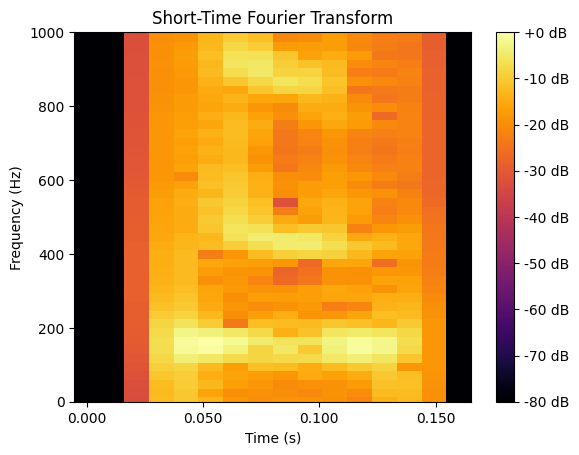 Short-Time Fourier Transform
1000
800
600
400
200
0
Frequency (Hz)
0.000
0.050
0.100
0.150
Time (s)
+0 dB
-10 dB
-20 dB
-30 dB
-40 dB
-50 dB
-60 dB
-70 dB
-80 dB